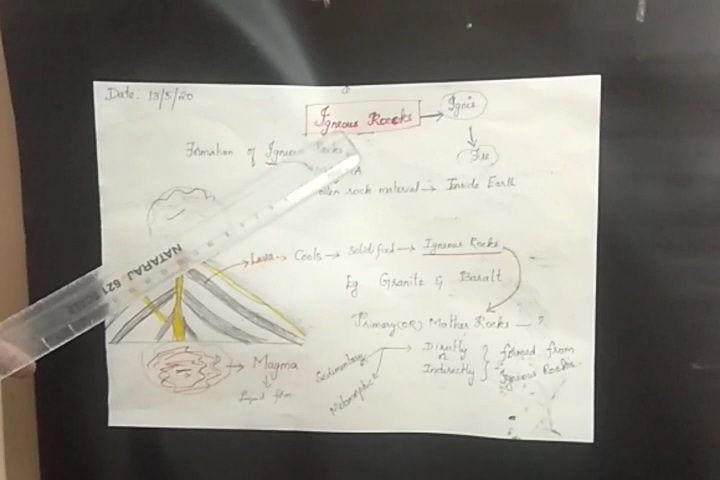 Date: 18/5/20
Igneous Rocks
Ignis
Fire
Formation of Igneous Rocks
rock material → Inside Earth
Lava → Cools → Solidified → Igneous Rocks
Eg Granite & Basalt
Primary (OR) Mother Rocks — ?
Sedimentary
Metamorphic
Directly
Indirectly
formed from
Igneous Rocks
Magma
Liquid form
NATARAJ 621